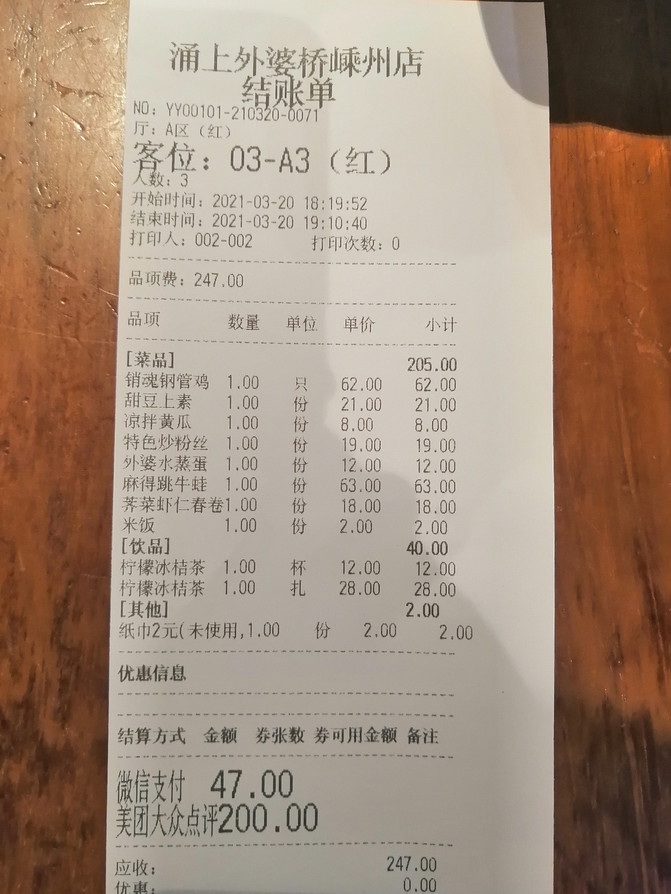 涌上外婆桥嵊州店
结账单
NO: YY00101-210320-0071
厅: A区 (红)
客位: 03-A3 (红)
人数: 3
开始时间: 2021-03-20 18:19:52
结束时间: 2021-03-20 19:10:40
打印人: 002-002 打印次数: 0
品项费: 247.00
品项 数量 单位 单价 小计
[菜品] 205.00
销魂钢管鸡 1.00 只 62.00 62.00
甜豆上素 1.00 份 21.00 21.00
凉拌黄瓜 1.00 份 8.00 8.00
特色炒粉丝 1.00 份 19.00 19.00
外婆水蒸蛋 1.00 份 12.00 12.00
麻得跳牛蛙 1.00 份 63.00 63.00
荠菜虾仁春卷1.00 份 18.00 18.00
米饭 1.00 份 2.00 2.00
[饮品] 40.00
柠檬冰桔茶 1.00 杯 12.00 12.00
柠檬冰桔茶 1.00 扎 28.00 28.00
[其他] 2.00
纸巾2元(未使用,1.00 份 2.00 2.00
优惠信息
结算方式 金额 券张数 券可用金额 备注
微信支付 47.00
美团大众点评200.00
应收: 247.00
优惠: 0.00